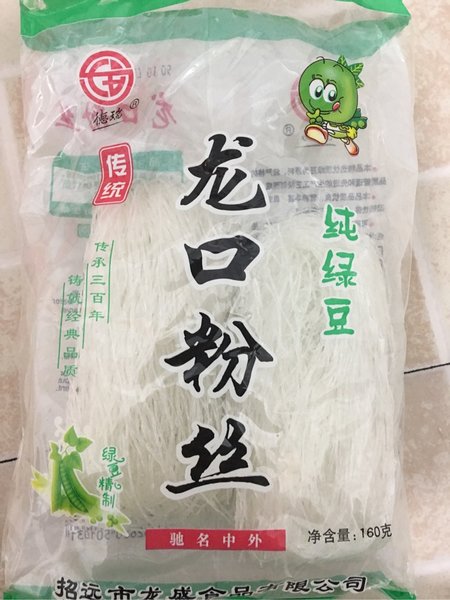 德珑®
传统
龙口粉丝
纯绿豆
传承三百年
铸就经典品质
绿豆精制
驰名中外
净含量:160克
招远市龙盛食品有限公司